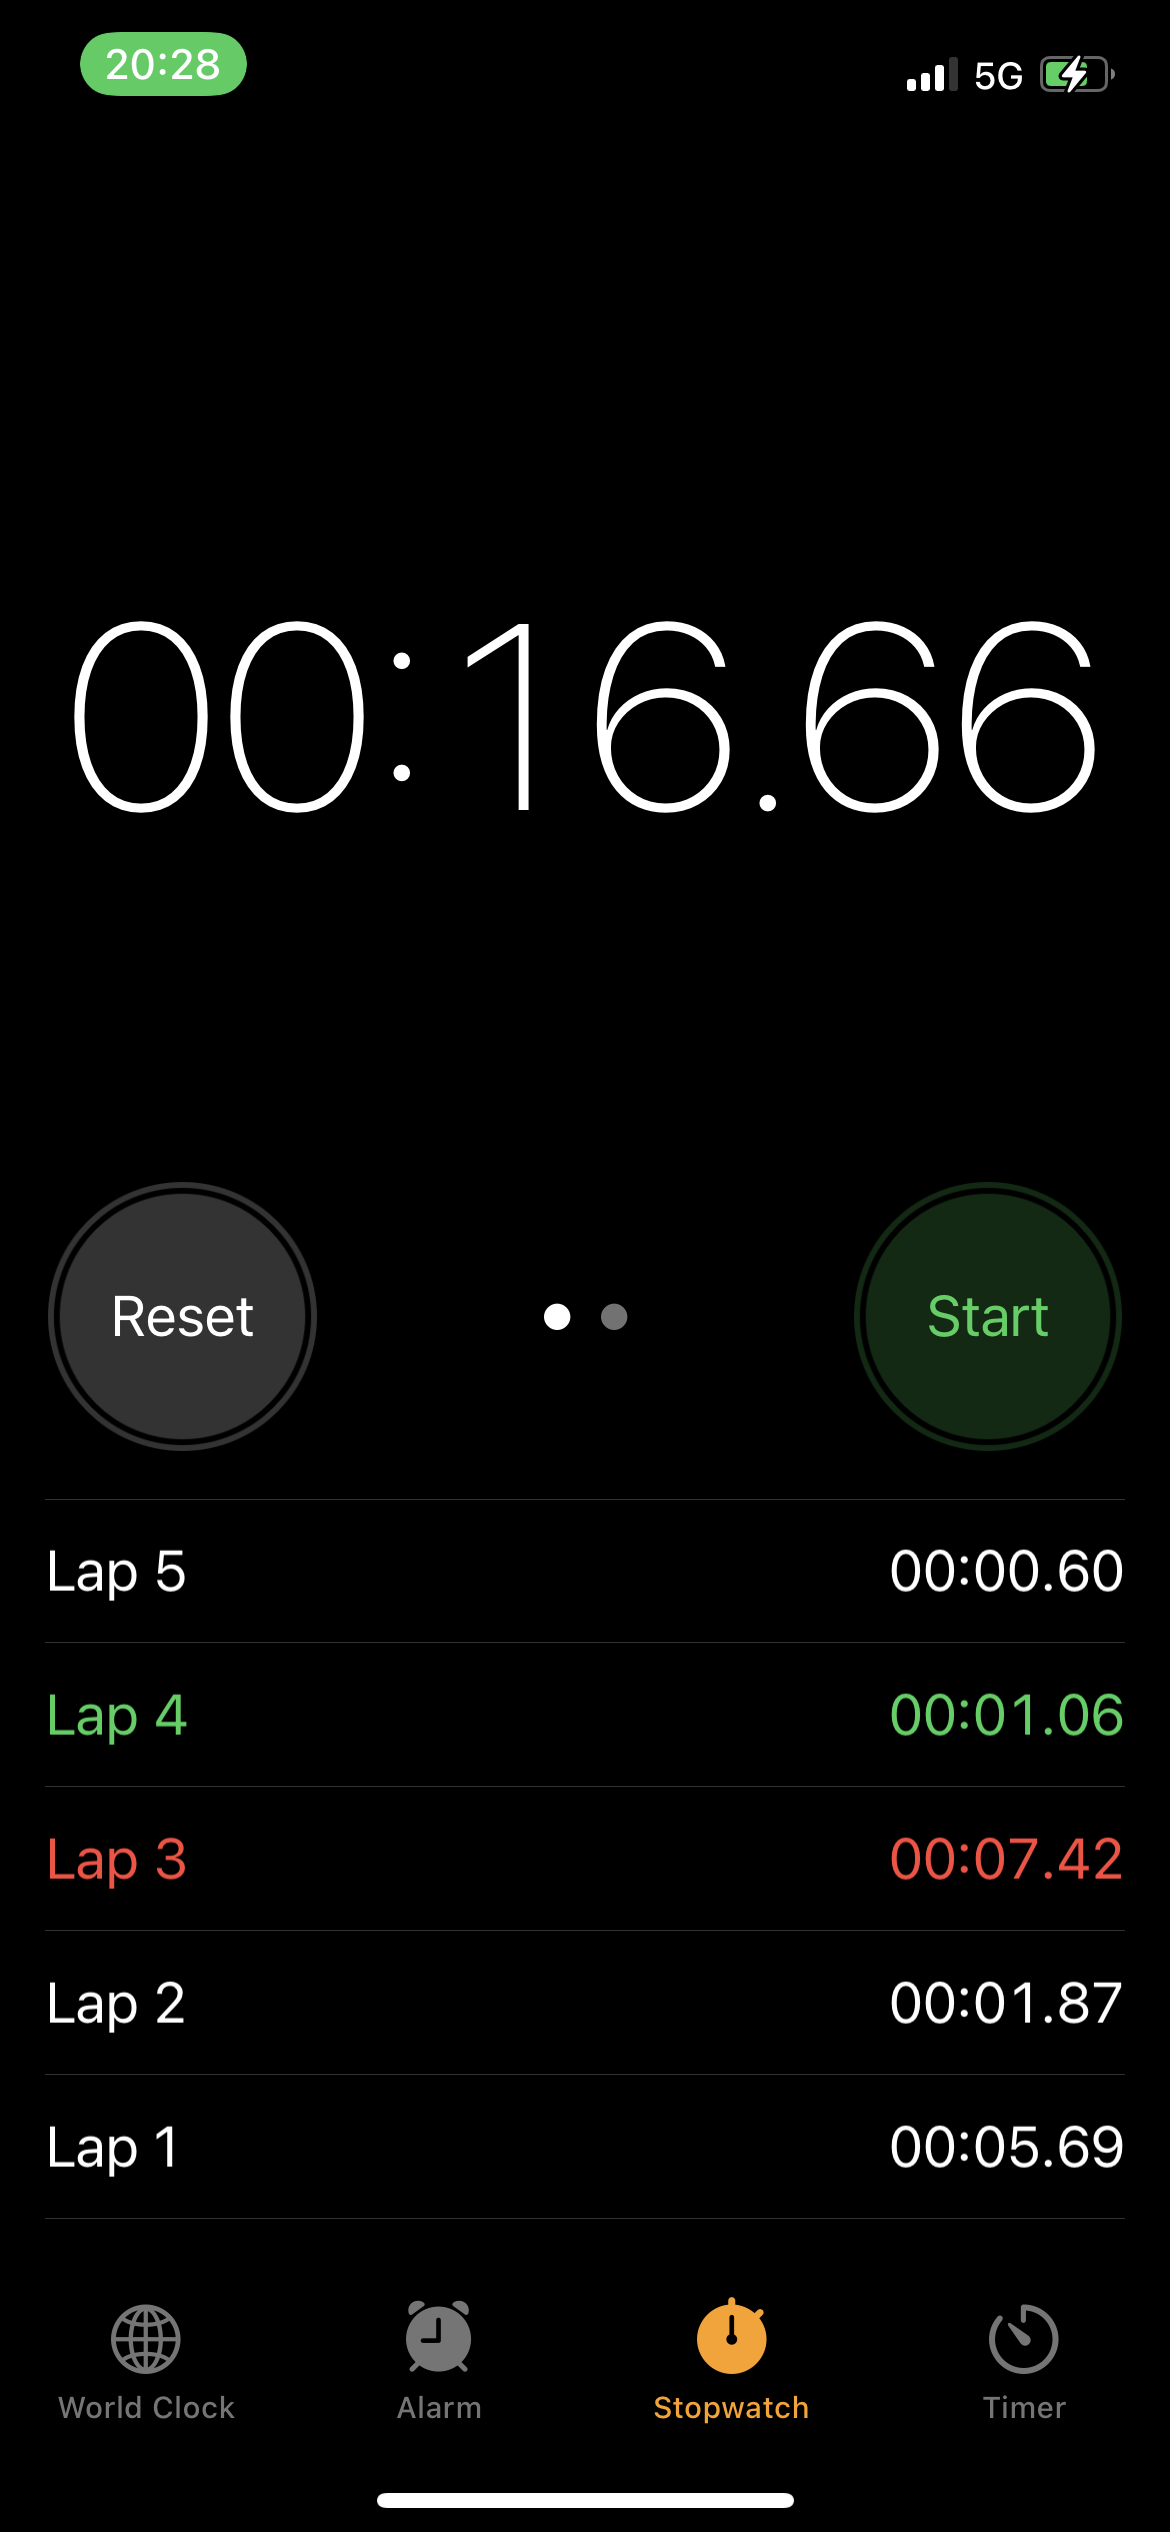 20:28 5G
00:16.66
Reset Start
Lap 5 00:00.60
Lap 4 00:01.06
Lap 3 00:07.42
Lap 2 00:01.87
Lap 1 00:05.69
World Clock Alarm Stopwatch Timer